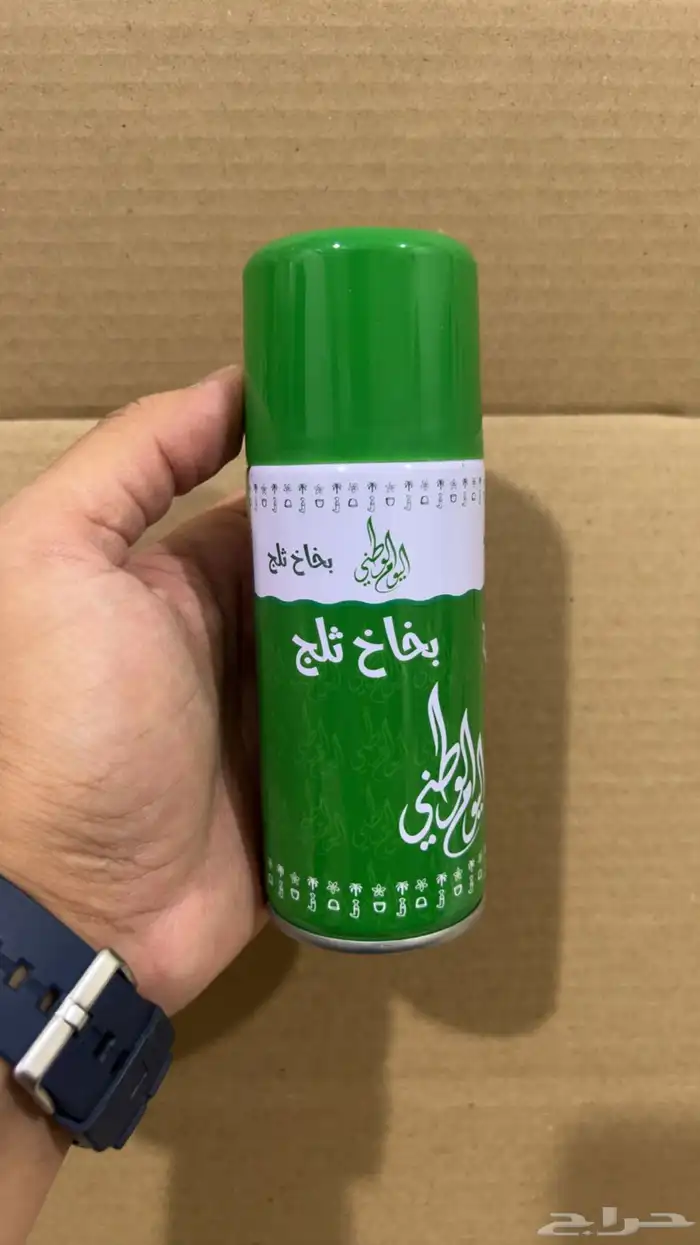 اليوم الوطني بخاخ ثلج
بخاخ ثلج
اليوم الوطني
حراج